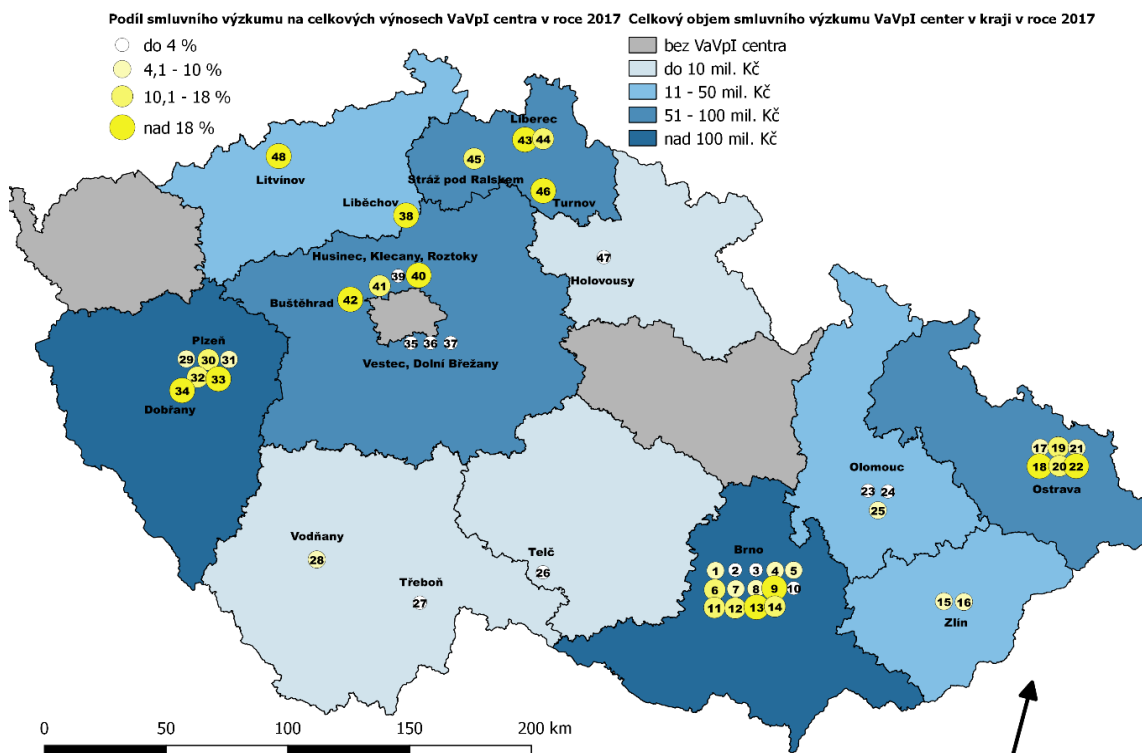 Podíl smluvního výzkumu na celkových výnosech VaVpI centra v roce 2017
do 4 %
4,1 - 10 %
10,1 - 18 %
nad 18 %
Celkový objem smluvního výzkumu VaVpI center v kraji v roce 2017
bez VaVpI centra
do 10 mil. Kč
11 - 50 mil. Kč
51 - 100 mil. Kč
nad 100 mil. Kč
Liberec
43 44
48
Litvínov
45
Stráž pod Ralskem
46
Turnov
Liběchov
38
Husinec, Klecany, Roztoky
39 40
41
Buštěhrad
42
47
Holovousy
35 36 37
Vestec, Dolní Břežany
Plzeň
29 30 31
32 33
34
Dobřany
17 19 21
18 20 22
Ostrava
Olomouc
23 24
25
Vodňany
28
Třeboň
27
Telč
26
Brno
1 2 3 4 5
6 7 8 9 10
11 12 13 14
15 16
Zlín
0 50 100 150 200 km